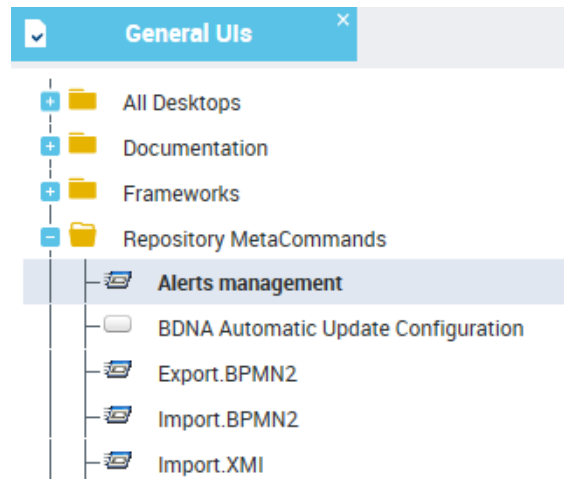 General UIs
All Desktops
Documentation
Frameworks
Repository MetaCommands
Alerts management
BDNA Automatic Update Configuration
Export.BPMN2
Import.BPMN2
Import.XMI